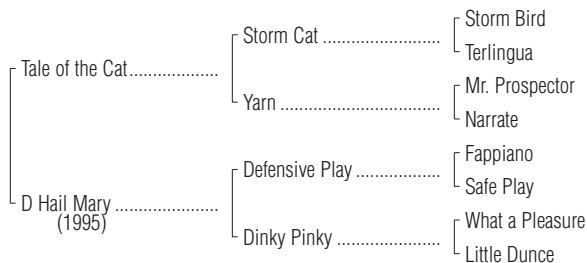 Storm Bird
Storm Cat ........................
Terlingua
Tale of the Cat ....................
Mr. Prospector
Yarn ....................................
Narrate
Fappiano
Defensive Play ...................
Safe Play
D Hail Mary .......................
(1995)
What a Pleasure
Dinky Pinky .......................
Little Dunce